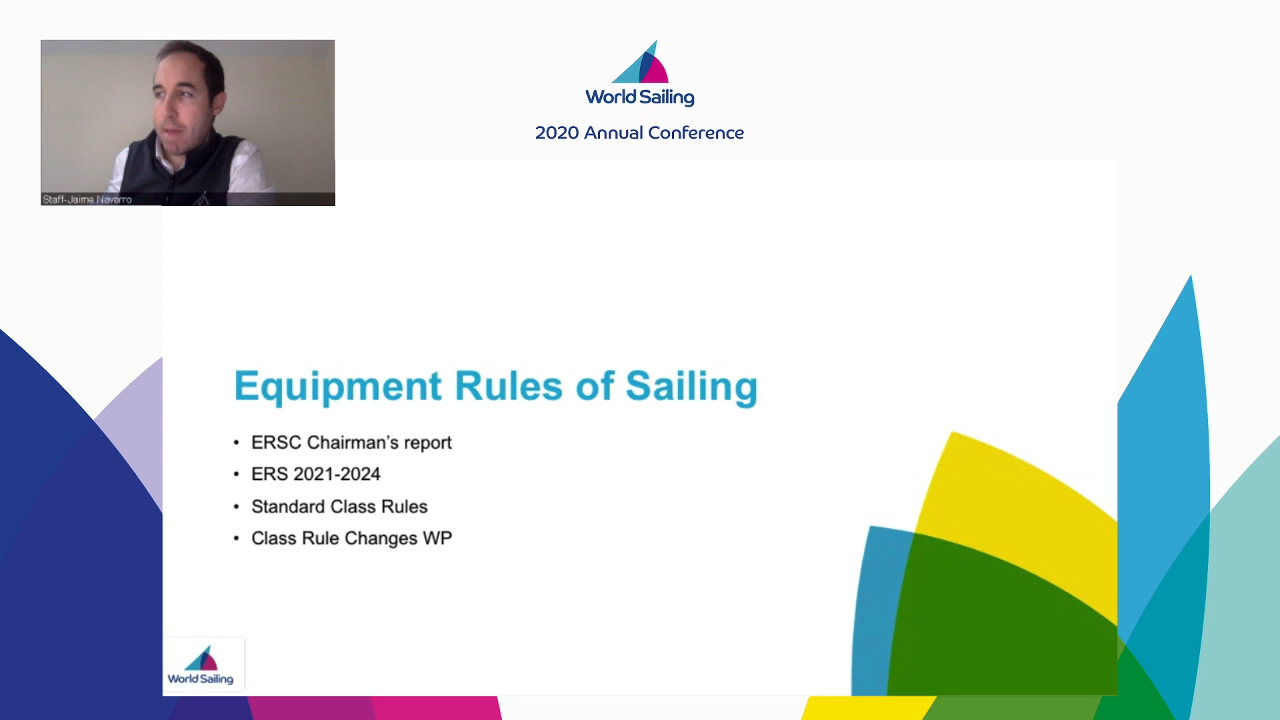 World Sailing
2020 Annual Conference
Staff-Jaime Navarro
Equipment Rules of Sailing
• ERSC Chairman's report
• ERS 2021-2024
• Standard Class Rules
• Class Rule Changes WP
World Sailing